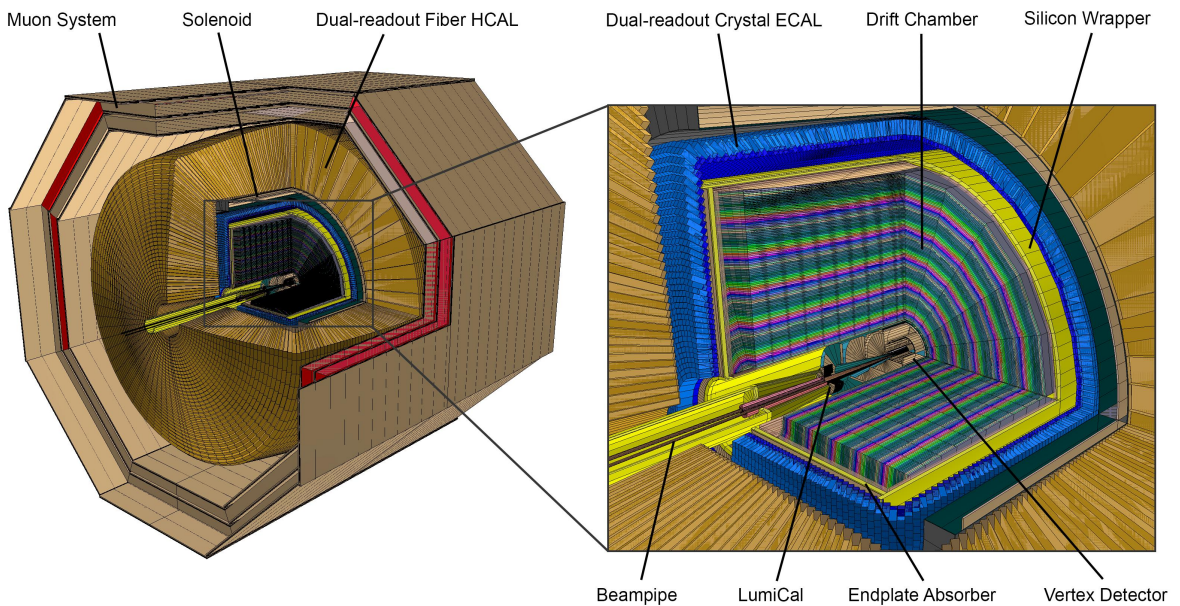 Muon System
Solenoid
Dual-readout Fiber HCAL
Dual-readout Crystal ECAL
Drift Chamber
Silicon Wrapper
Beampipe
LumiCal
Endplate Absorber
Vertex Detector